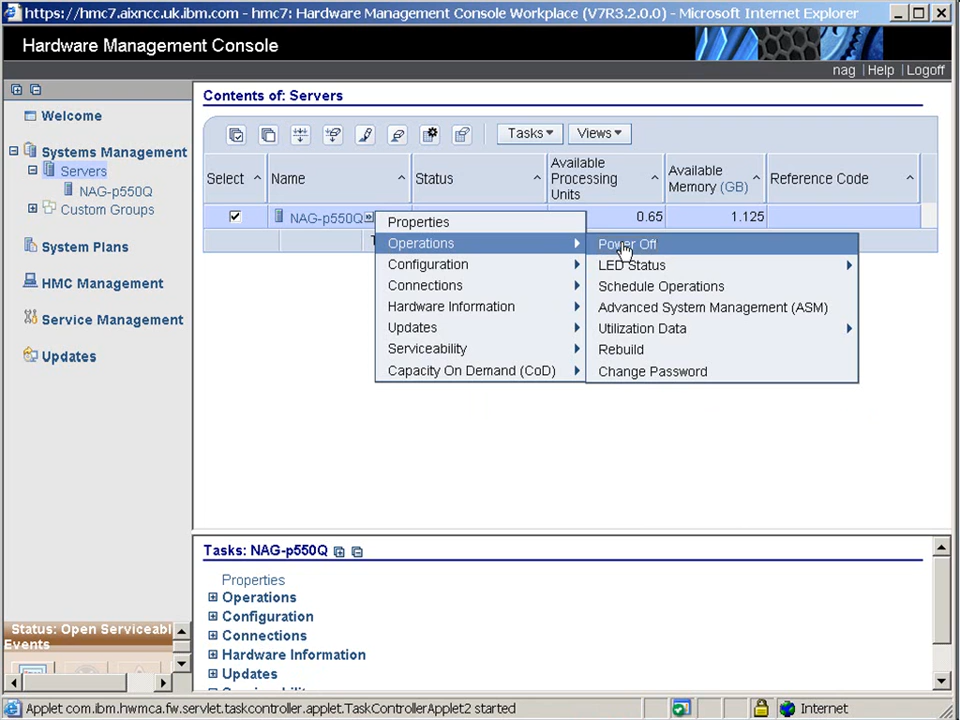 https://hmc7.aixncc.uk.ibm.com - hmc7: Hardware Management Console Workplace (V7R3.2.0.0) - Microsoft Internet Explorer
Hardware Management Console
nag | Help | Logoff
Welcome
Systems Management
Servers
NAG-p550Q
Custom Groups
System Plans
HMC Management
Service Management
Updates
Status: Open Serviceabl
Events
Contents of: Servers
Tasks Views
Select Name Status Available Processing Units Available Memory (GB) Reference Code
NAG-p550Q 0.65 1.125
Properties
Operations
Configuration
Connections
Hardware Information
Updates
Serviceability
Capacity On Demand (CoD)
Power Off
LED Status
Schedule Operations
Advanced System Management (ASM)
Utilization Data
Rebuild
Change Password
Tasks: NAG-p550Q
Properties
Operations
Configuration
Connections
Hardware Information
Updates
Applet com.ibm.hwmca.fw.servlet.taskcontroller.applet.TaskControllerApplet2 started
Internet